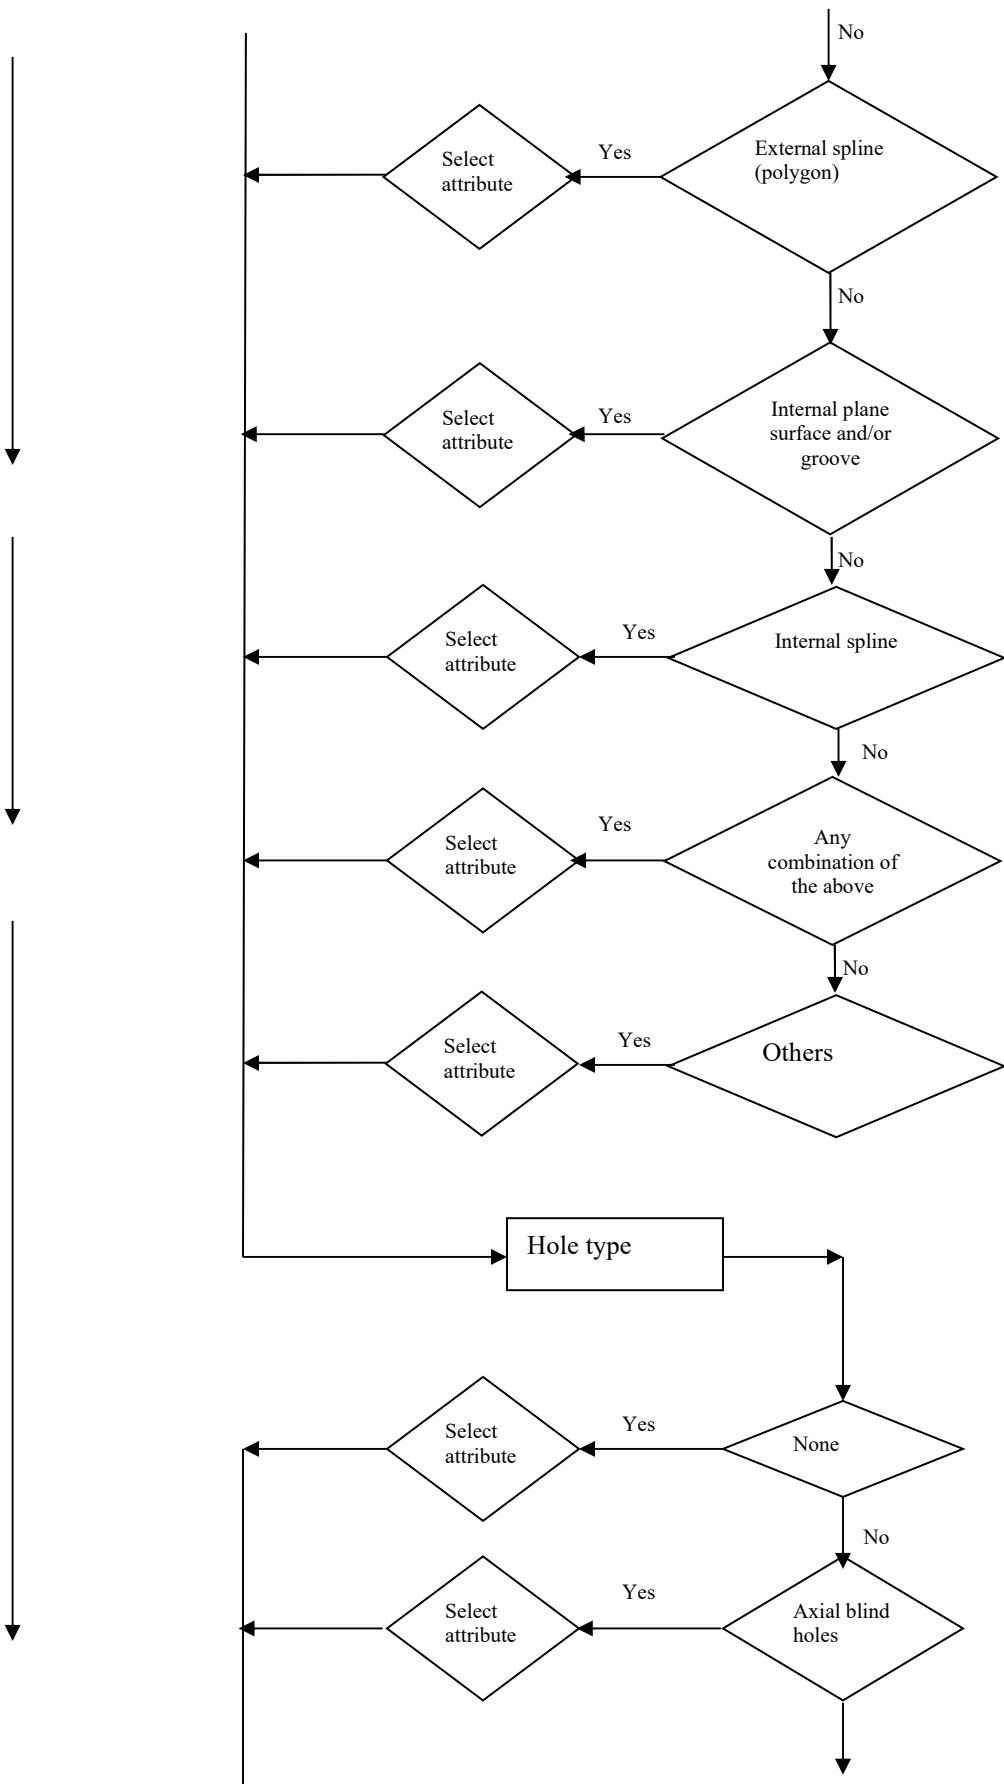 No
External spline
(polygon)
Yes
Select
attribute
No
Internal plane
surface and/or
groove
Yes
Select
attribute
No
Internal spline
Yes
Select
attribute
No
Any
combination of
the above
Yes
Select
attribute
No
Others
Yes
Select
attribute
Hole type
None
Yes
Select
attribute
No
Axial blind
holes
Yes
Select
attribute